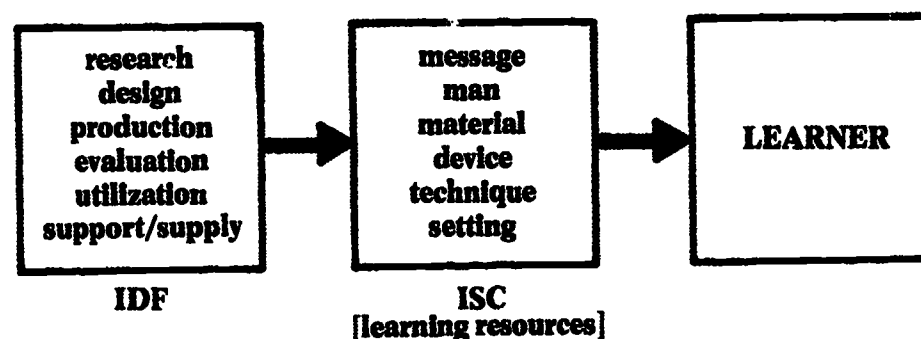 research
design
production
evaluation
utilization
support/supply
IDF
message
man
material
device
technique
setting
ISC
[learning resources]
LEARNER